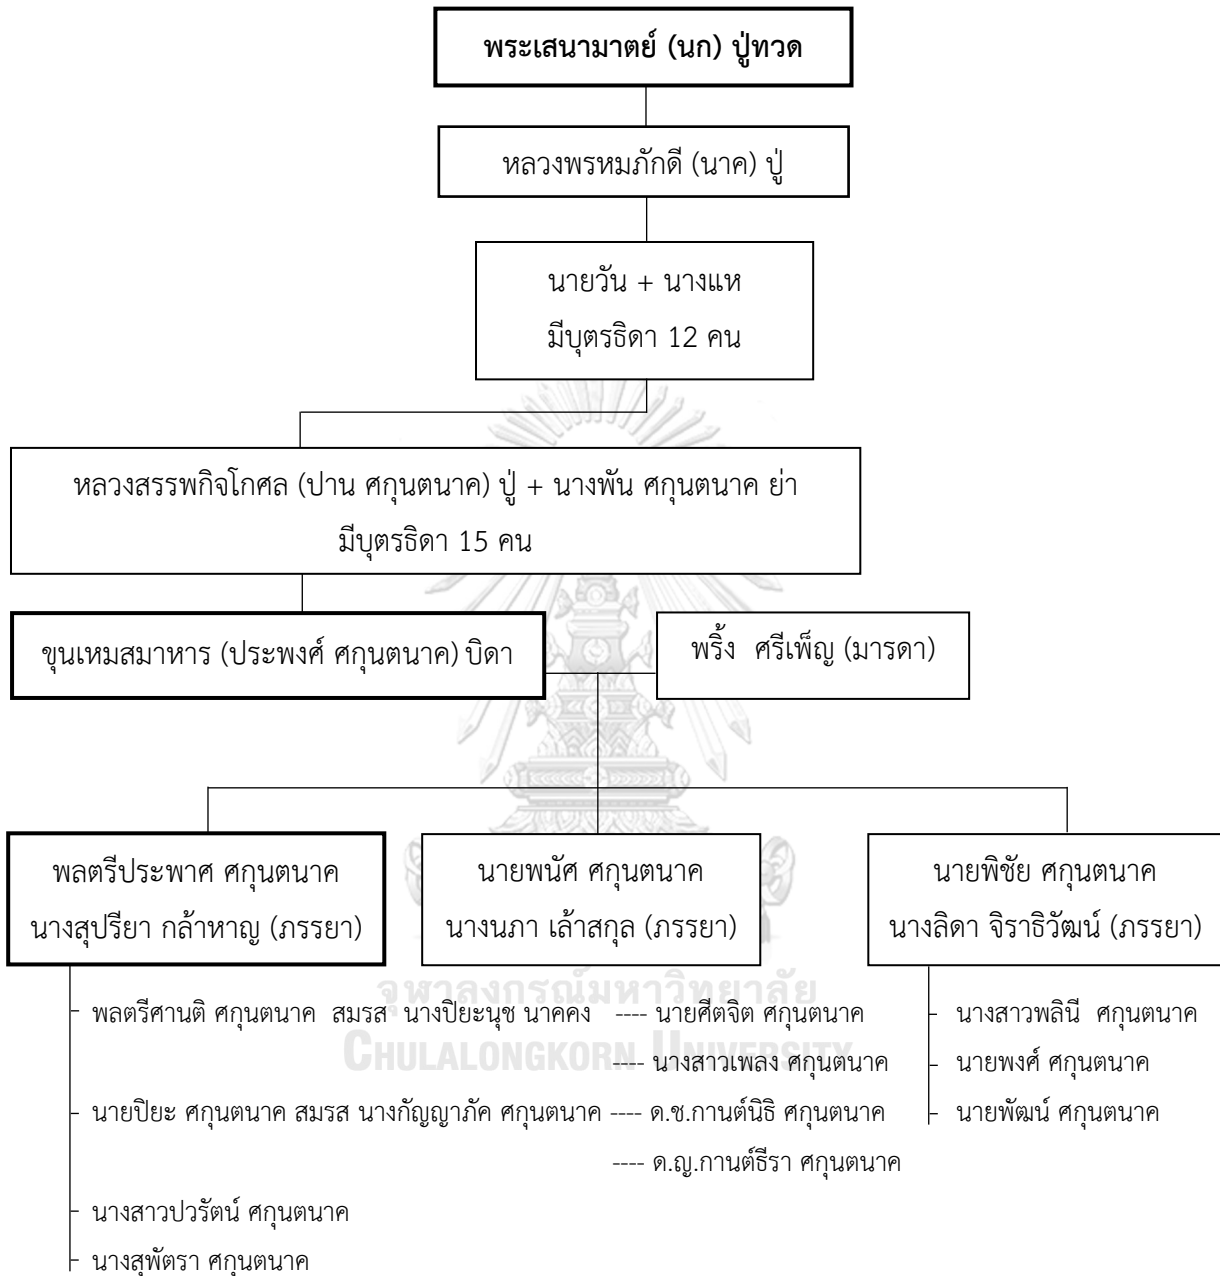 พระเสนามาตย์ (นก) ปู่ทวด
หลวงพรหมภักดี (นาค) ปู่
นายวัน + นางแห
มีบุตรธิดา 12 คน
หลวงสรรพกิจโกศล (ปาน ศกุนตนาค) ปู่ + นางพัน ศกุนตนาค ย่า
มีบุตรธิดา 15 คน
ขุนเหมสมาหาร (ประพงศ์ ศกุนตนาค) บิดา
พริ้ง ศรีเพ็ญ (มารดา)
พลตรีประพาศ ศกุนตนาค
นางสุปรียา กล้าหาญ (ภรรยา)
นายพนัศ ศกุนตนาค
นางนภา เล้าสกุล (ภรรยา)
นายพิชัย ศกุนตนาค
นางลิดา จิราธิวัฒน์ (ภรรยา)
จุฬาลงกรณ์มหาวิทยาลัย
CHULALONGKORN UNIVERSITY
- พลตรีศานติ ศกุนตนาค สมรส นางปิยะนุช นาคคง ---- นายศีตจิต ศกุนตนาค
---- นางสาวเพลง ศกุนตนาค
- นายปิยะ ศกุนตนาค สมรส นางกัญญาภัค ศกุนตนาค ---- ด.ช.กานต์นิธิ ศกุนตนาค
---- ด.ญ.กานต์ธีรา ศกุนตนาค
- นางสาวปวรัตน์ ศกุนตนาค
- นางสุพัตรา ศกุนตนาค
- นางสาวพลินี ศกุนตนาค
- นายพงศ์ ศกุนตนาค
- นายพัฒน์ ศกุนตนาค